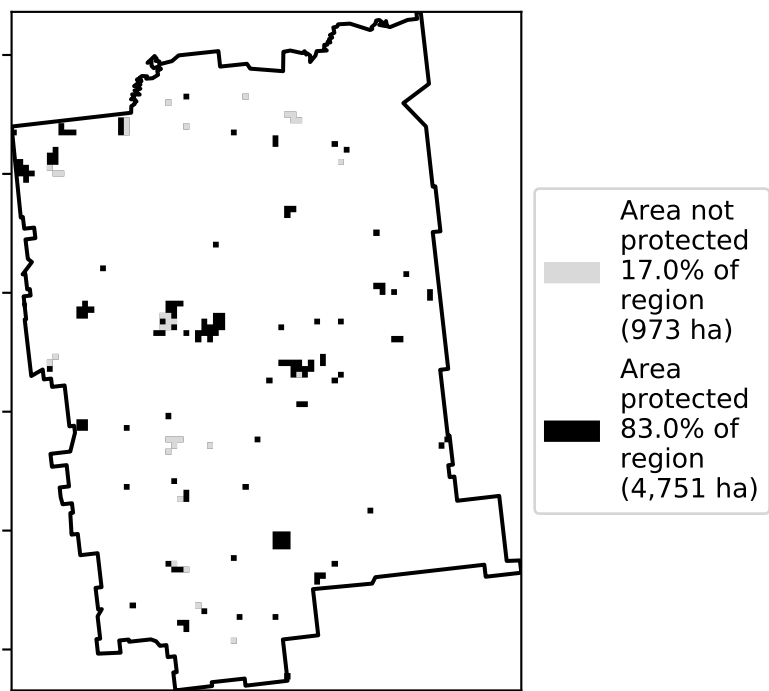 Area not
protected
17.0% of
region
(973 ha)
Area
protected
83.0% of
region
(4,751 ha)